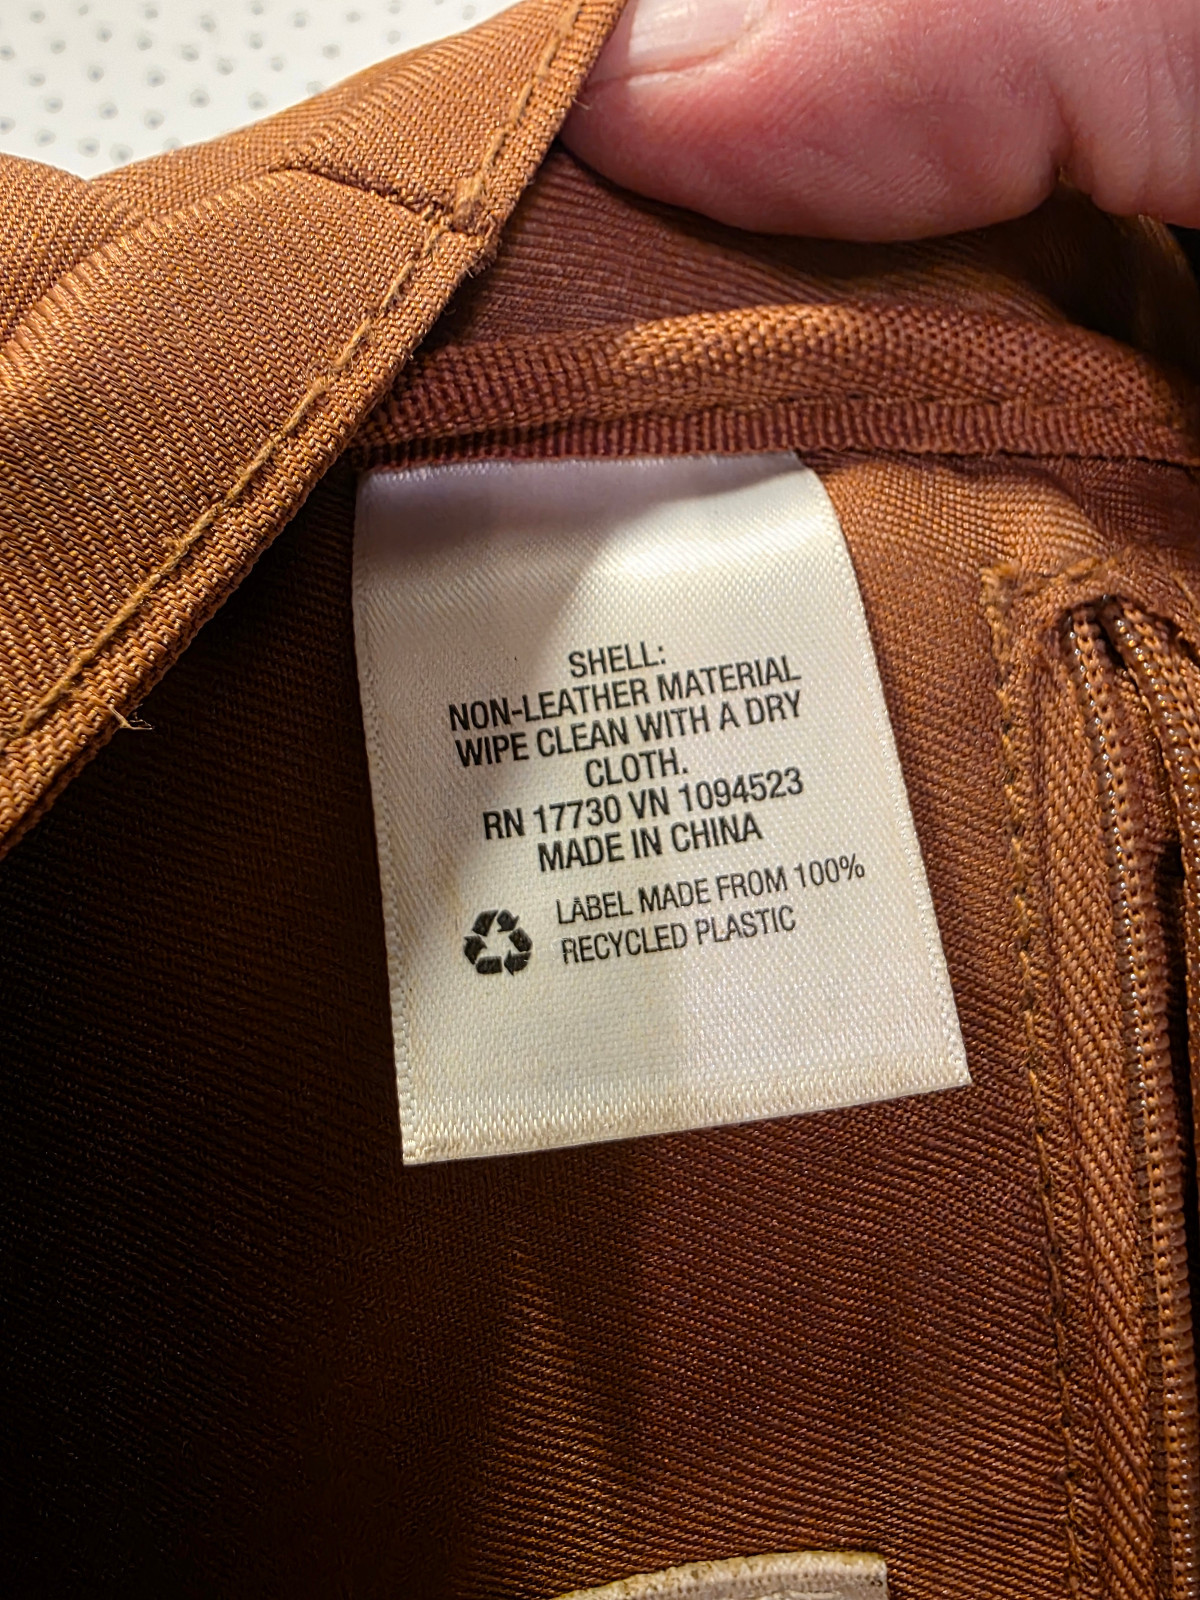 SHELL:
NON-LEATHER MATERIAL
WIPE CLEAN WITH A DRY
CLOTH.
RN 17730 VN 1094523
MADE IN CHINA
LABEL MADE FROM 100%
RECYCLED PLASTIC